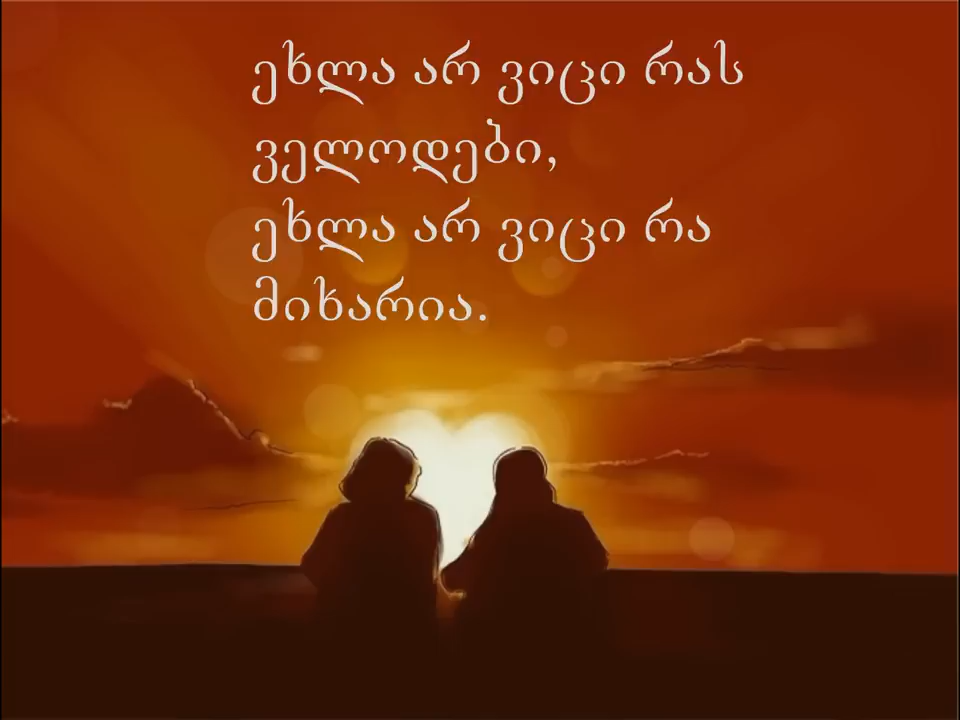 ეხლა არ ვიცი რას
ველოდები,
ეხლა არ ვიცი რა
მიხარია.